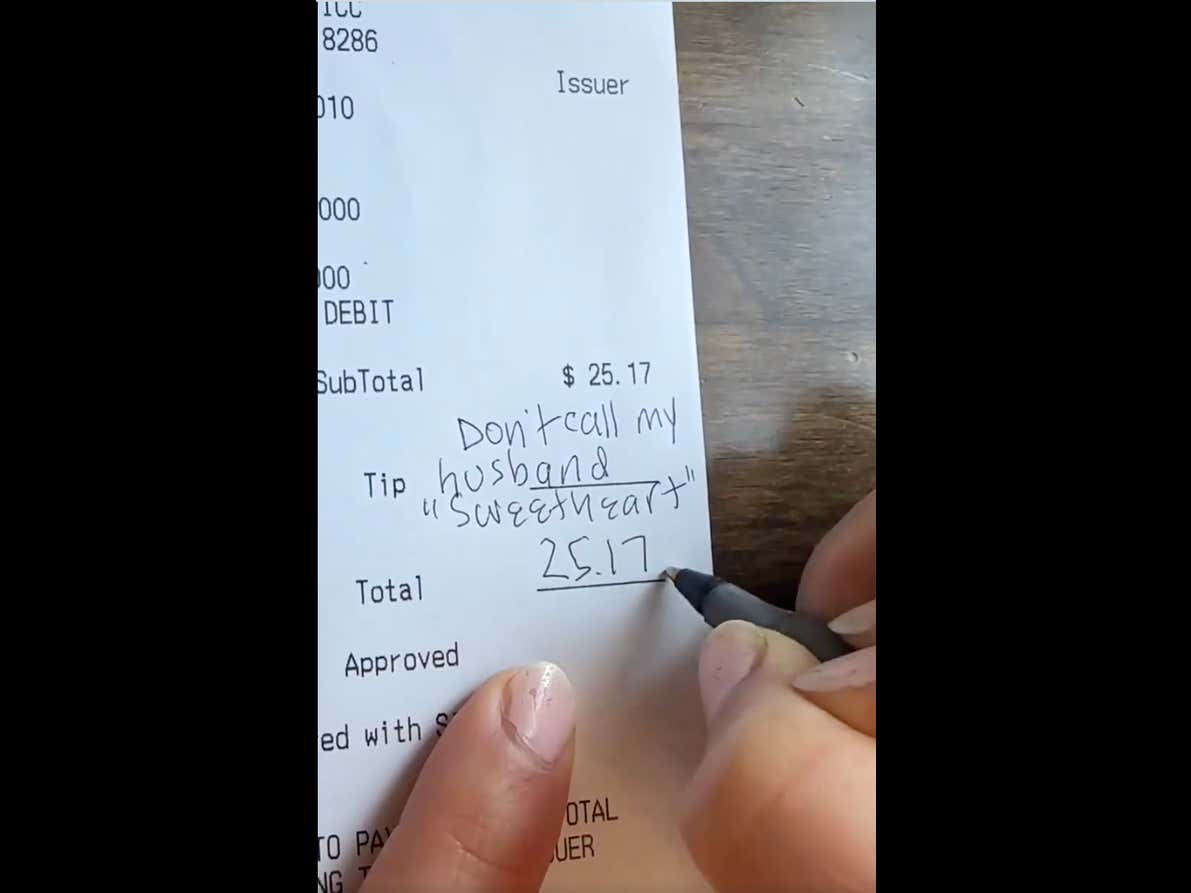 ICC
8286
Issuer
010
000
000
DEBIT
SubTotal $ 25.17
Don't call my
Tip husband
"Sweetheart"
Total 25.17
Approved
ed with
OTAL
TO PAY
UER
NG